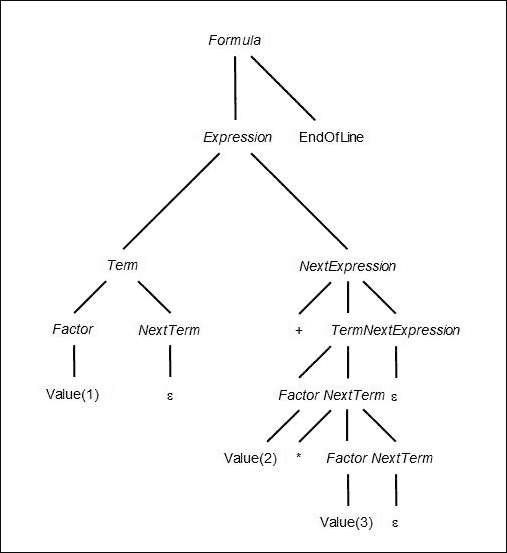 Formula
Expression EndOfLine
Term NextExpression
Factor NextTerm + TermNextExpression
Value(1) ε Factor NextTerm ε
Value(2) * Factor NextTerm
Value(3) ε